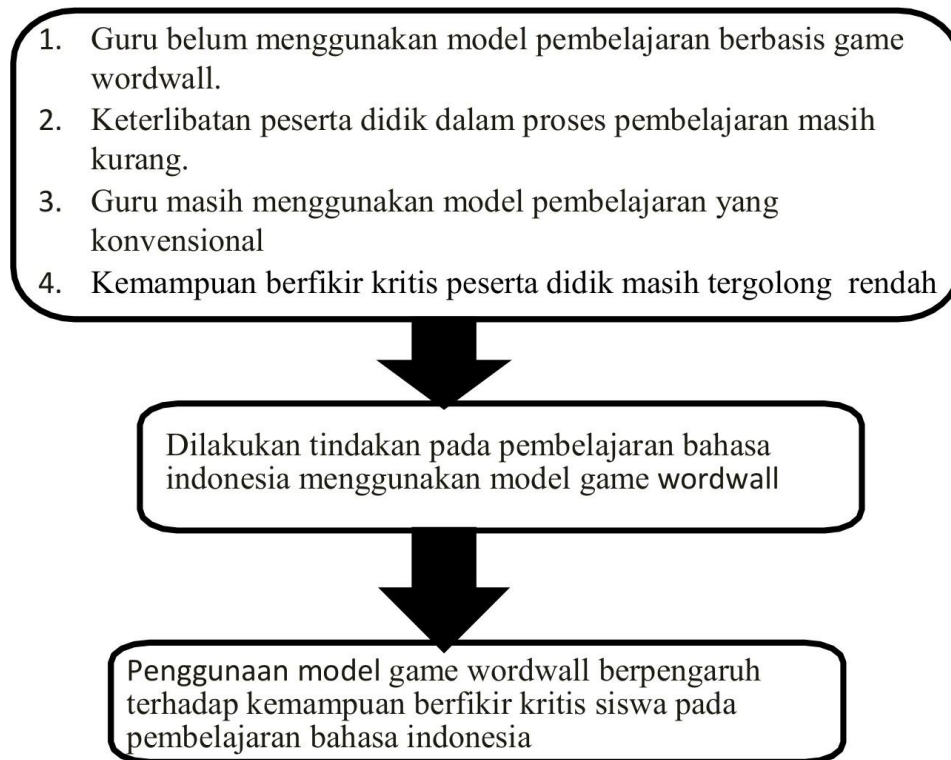 1. Guru belum menggunakan model pembelajaran berbasis game
wordwall.
2. Keterlibatan peserta didik dalam proses pembelajaran masih
kurang.
3. Guru masih menggunakan model pembelajaran yang
konvensional
4. Kemampuan berfikir kritis peserta didik masih tergolong rendah
Dilakukan tindakan pada pembelajaran bahasa
indonesia menggunakan model game wordwall
Penggunaan model game wordwall berpengaruh
terhadap kemampuan berfikir kritis siswa pada
pembelajaran bahasa indonesia